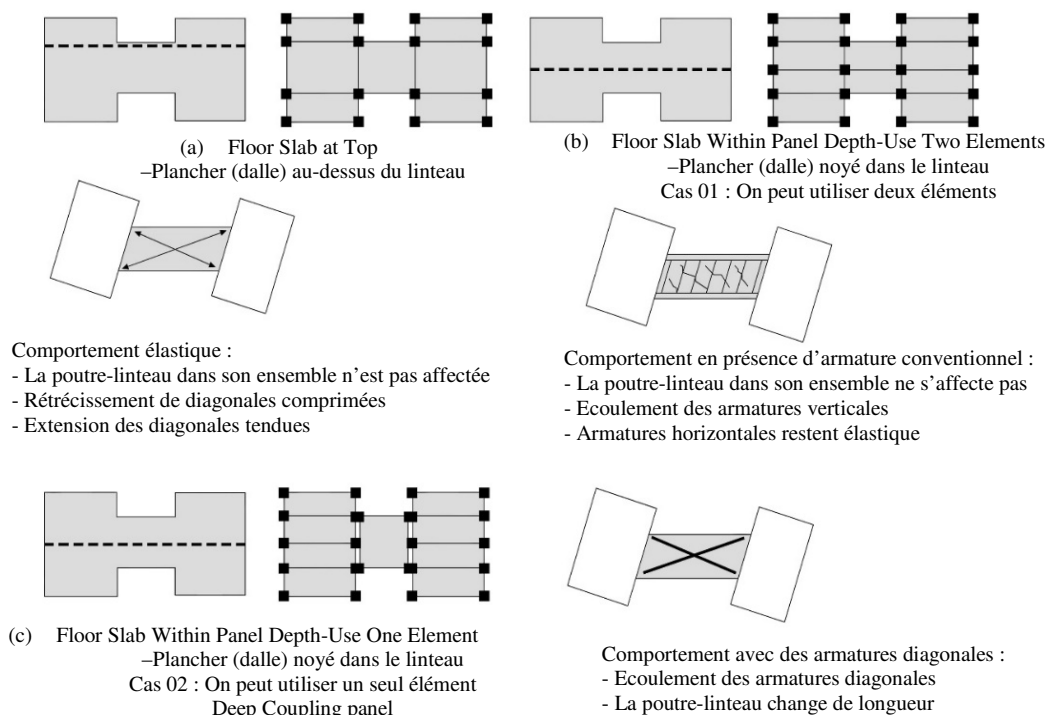 (a) Floor Slab at Top
–Plancher (dalle) au-dessus du linteau
(b) Floor Slab Within Panel Depth-Use Two Elements
–Plancher (dalle) noyé dans le linteau
Cas 01 : On peut utiliser deux éléments
Comportement élastique :
- La poutre-linteau dans son ensemble n’est pas affectée
- Rétrécissement de diagonales comprimées
- Extension des diagonales tendues
Comportement en présence d’armature conventionnel :
- La poutre-linteau dans son ensemble ne s’affecte pas
- Ecoulement des armatures verticales
- Armatures horizontales restent élastique
(c) Floor Slab Within Panel Depth-Use One Element
–Plancher (dalle) noyé dans le linteau
Cas 02 : On peut utiliser un seul élément
Deep Coupling panel
Comportement avec des armatures diagonales :
- Ecoulement des armatures diagonales
- La poutre-linteau change de longueur